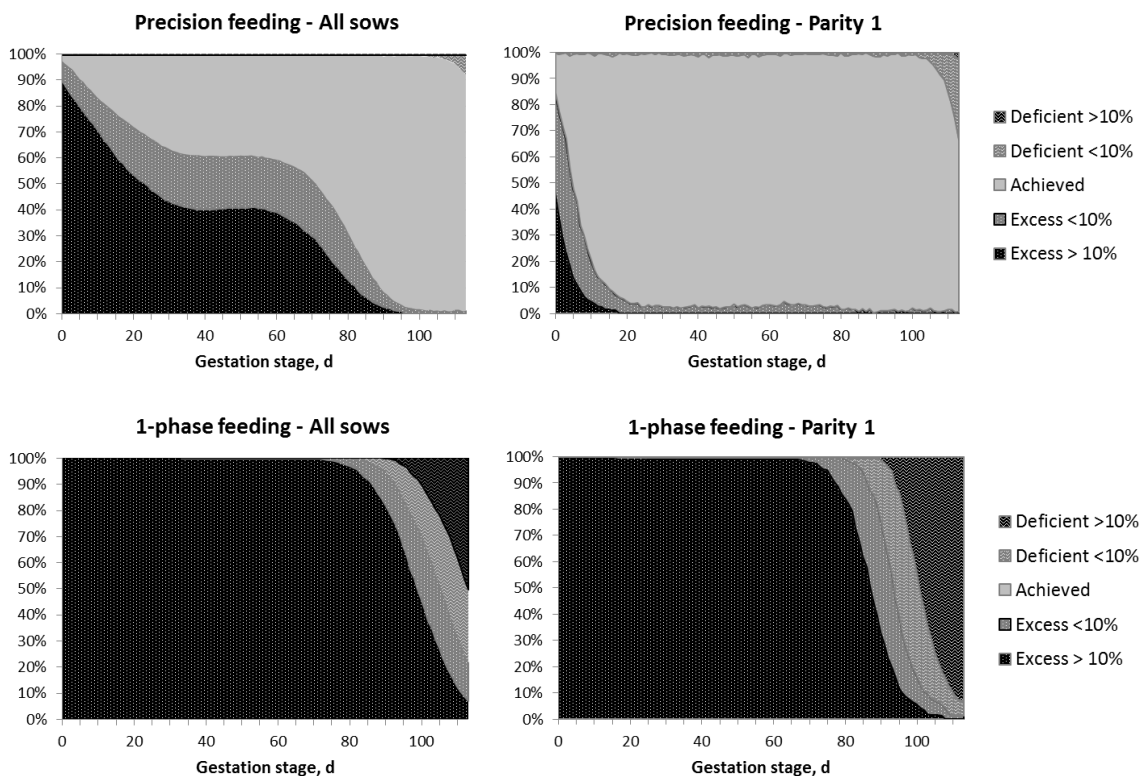 Precision feeding - All sows
100%
90%
80%
70%
60%
50%
40%
30%
20%
10%
0%
0 20 40 60 80 100
Gestation stage, d
Precision feeding - Parity 1
100%
90%
80%
70%
60%
50%
40%
30%
20%
10%
0%
0 20 40 60 80 100
Gestation stage, d
Deficient >10%
Deficient <10%
Achieved
Excess <10%
Excess > 10%
1-phase feeding - All sows
100%
90%
80%
70%
60%
50%
40%
30%
20%
10%
0%
0 20 40 60 80 100
Gestation stage, d
1-phase feeding - Parity 1
100%
90%
80%
70%
60%
50%
40%
30%
20%
10%
0%
0 20 40 60 80 100
Gestation stage, d
Deficient >10%
Deficient <10%
Achieved
Excess <10%
Excess > 10%